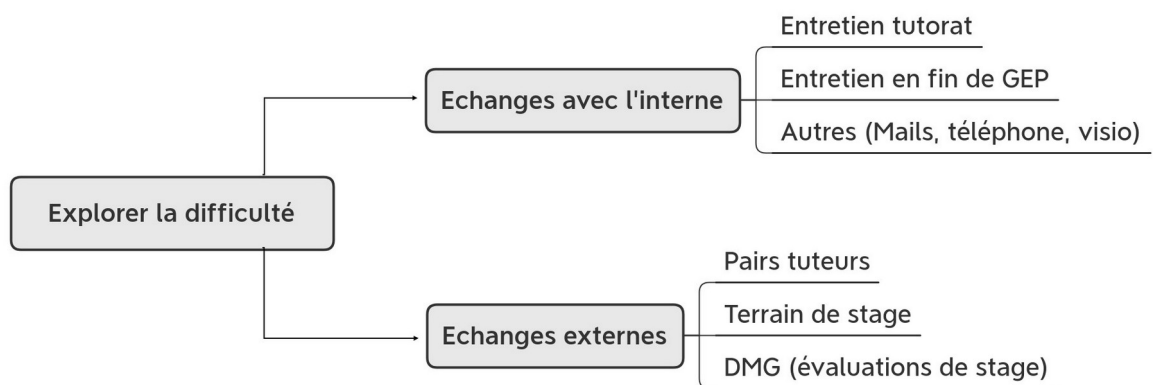 Explorer la difficulté
Echanges avec l'interne
Entretien tutorat
Entretien en fin de GEP
Autres (Mails, téléphone, visio)
Echanges externes
Pairs tuteurs
Terrain de stage
DMG (évaluations de stage)